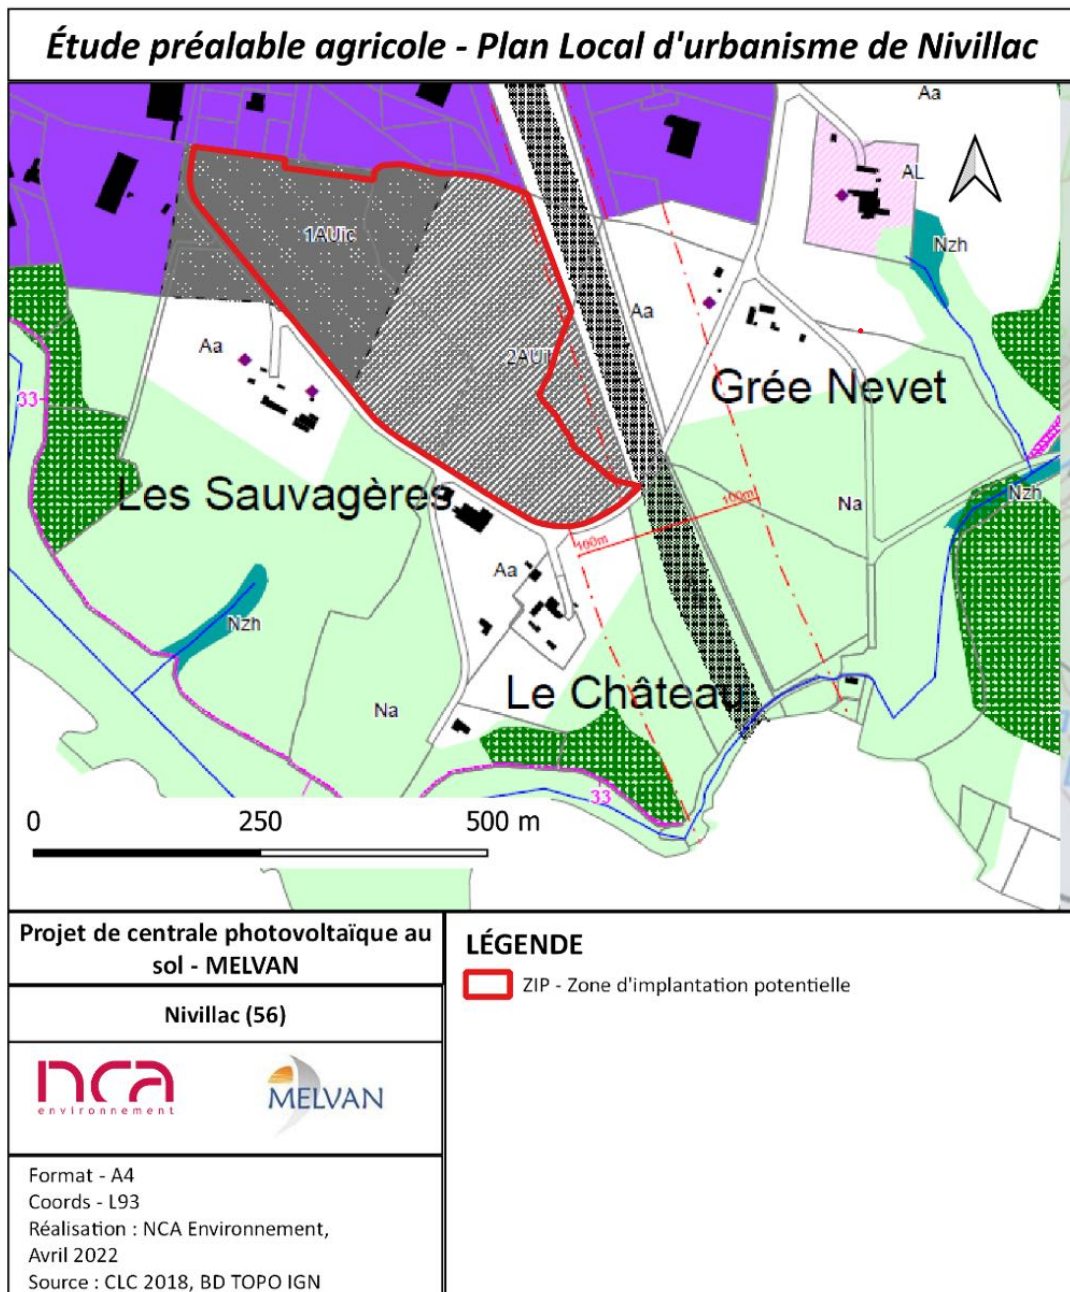 Étude préalable agricole - Plan Local d'urbanisme de Nivillac
Aa
AL
Nzh
1AUic
Aa
2AUi
Aa
Grée Nevet
33
Les Sauvagères
100m
Na
Nzh
100m
Aa
Nzh
Le Château
Na
33
0 250 500 m
Projet de centrale photovoltaïque au
sol - MELVAN
Nivillac (56)
nca
environnement
MELVAN
Format - A4
Coords - L93
Réalisation : NCA Environnement,
Avril 2022
Source : CLC 2018, BD TOPO IGN
LÉGENDE
ZIP - Zone d'implantation potentielle